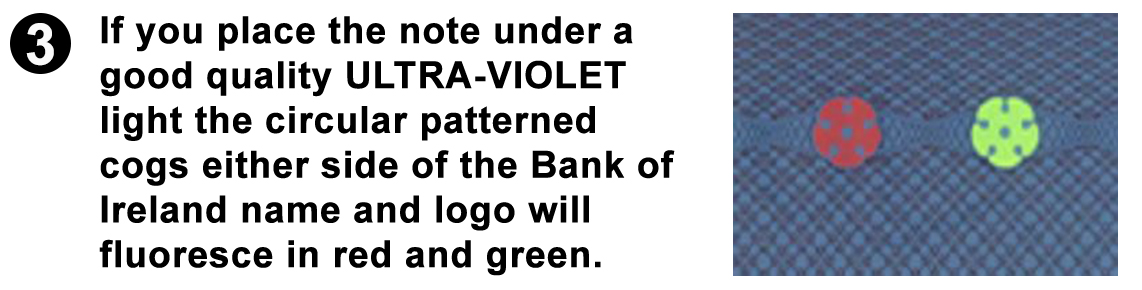 3
If you place the note under a
good quality ULTRA-VIOLET
light the circular patterned
cogs either side of the Bank of
Ireland name and logo will
fluoresce in red and green.